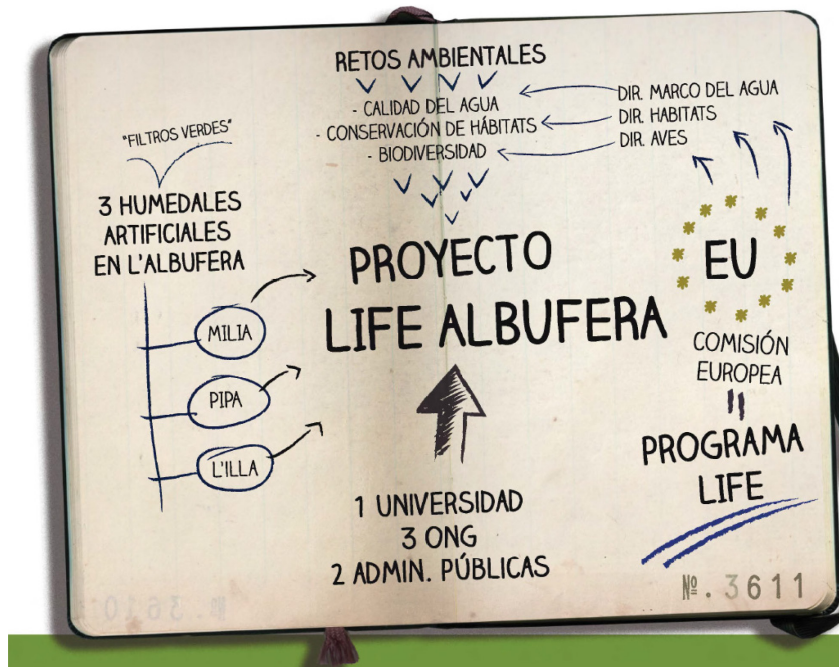 RETOS AMBIENTALES
- CALIDAD DEL AGUA
- CONSERVACIÓN DE HÁBITATS
- BIODIVERSIDAD
DIR. MARCO DEL AGUA
DIR. HABITATS
DIR. AVES
"FILTROS VERDES"
3 HUMEDALES
ARTIFICIALES
EN L'ALBUFERA
MILIA
PIPA
L'ILLA
PROYECTO
LIFE ALBUFERA
1 UNIVERSIDAD
3 ONG
2 ADMIN. PÚBLICAS
EU
COMISIÓN
EUROPEA
PROGRAMA
LIFE
Nº. 3611
Nº. 3610